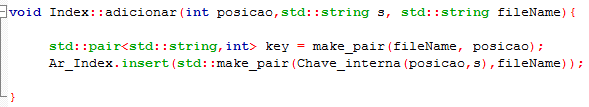 void Index::adicionar(int posicao,std::string s, std::string fileName){
std::pair<std::string,int> key = make_pair(fileName, posicao);
Ar_Index.insert(std::make_pair(Chave_interna(posicao,s),fileName));
}